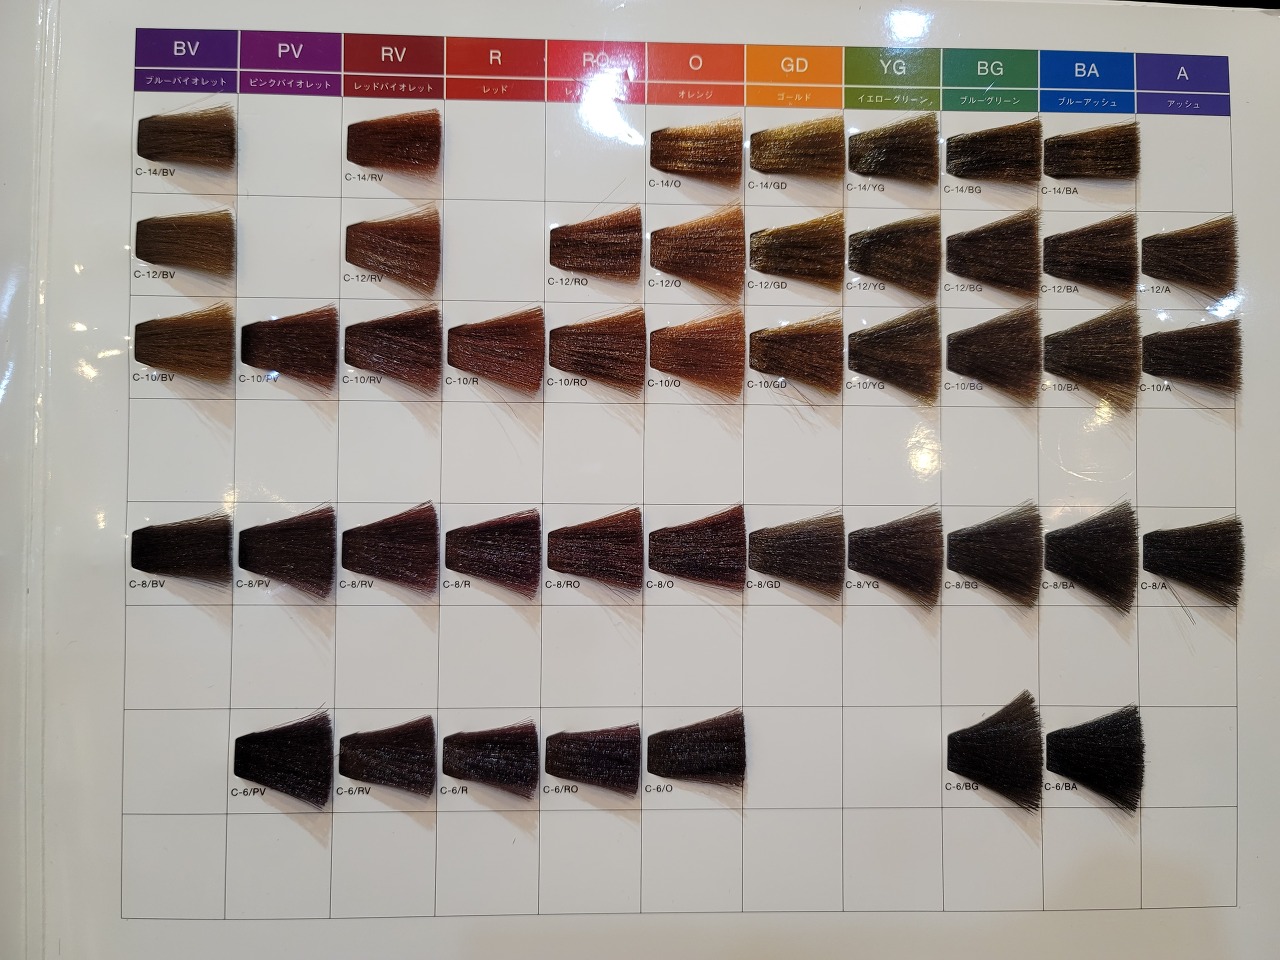 BV PV RV R RO O GD YG BG BA A
ブルーバイオレット ピンクバイオレット レッドバイオレット レッド オレンジ ゴールド イエローグリーン ブルーグリーン ブルーアッシュ アッシュ
C-14/BV C-14/RV C-14/O C-14/GD C-14/YG C-14/BG C-14/BA
C-12/BV C-12/RV C-12/RO C-12/O C-12/GD C-12/YG C-12/BG C-12/BA C-12/A
C-10/BV C-10/PV C-10/RV C-10/R C-10/RO C-10/O C-10/GD C-10/YG C-10/BG C-10/BA C-10/A
C-8/BV C-8/PV C-8/RV C-8/R C-8/RO C-8/O C-8/GD C-8/YG C-8/BG C-8/BA C-8/A
C-6/PV C-6/RV C-6/R C-6/RO C-6/O C-6/BG C-6/BA